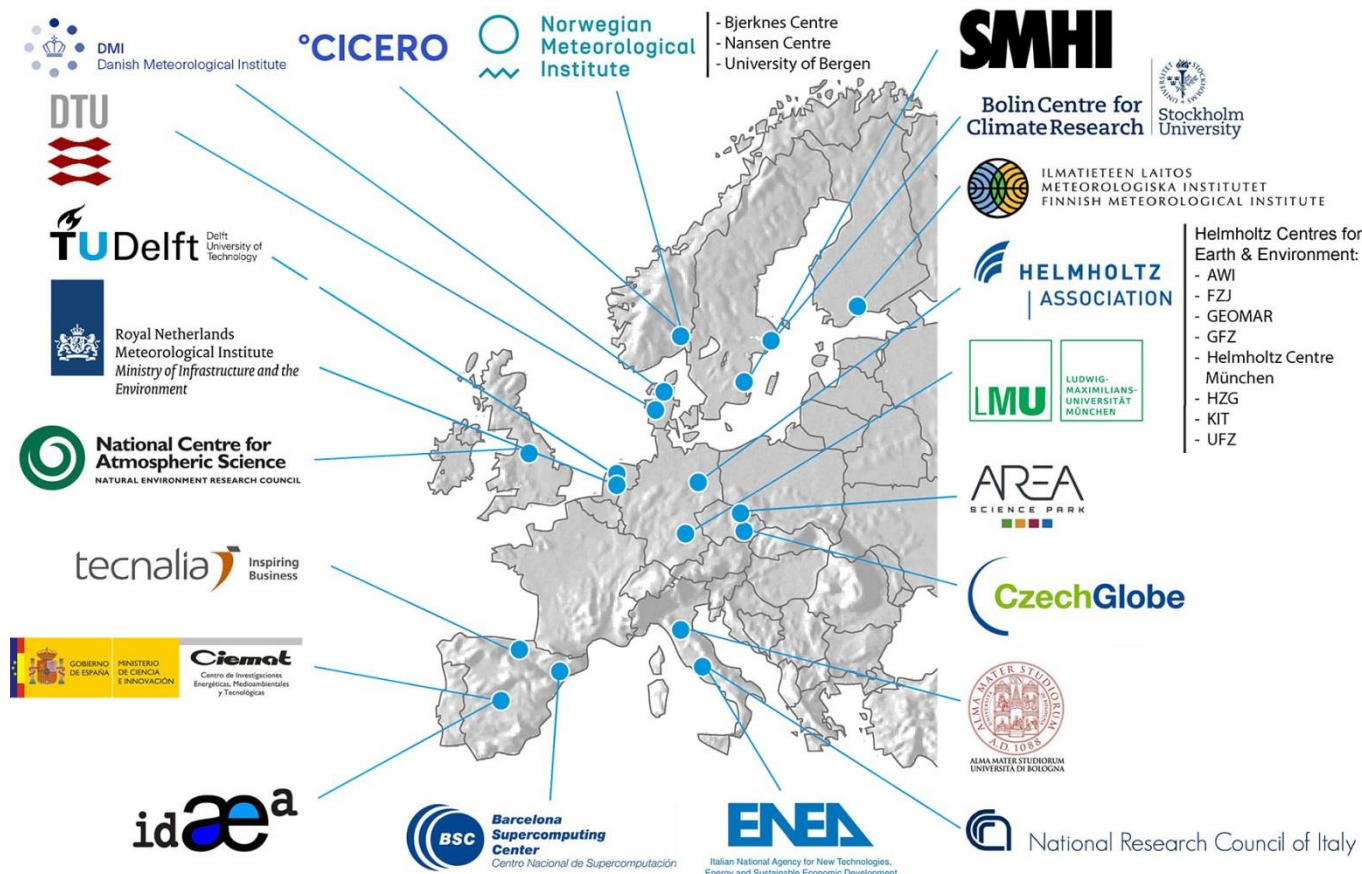 DMI
Danish Meteorological Institute
°CICERO
Norwegian
Meteorological
Institute
- Bjerknes Centre
- Nansen Centre
- University of Bergen
SMHI
Bolin Centre for
Climate Research
Stockholm
University
DTU
ILMATIETEEN LAITOS
METEOROLOGISKA INSTITUTET
FINNISH METEOROLOGICAL INSTITUTE
TU Delft
Delft
University of
Technology
HELMHOLTZ
ASSOCIATION
Helmholtz Centres for
Earth & Environment:
- AWI
- FZJ
- GEOMAR
- GFZ
- Helmholtz Centre
München
- HZG
- KIT
- UFZ
Royal Netherlands
Meteorological Institute
Ministry of Infrastructure and the
Environment
LMU
LUDWIG-
MAXIMILIANS-
UNIVERSITÄT
MÜNCHEN
National Centre for
Atmospheric Science
NATURAL ENVIRONMENT RESEARCH COUNCIL
AREA
SCIENCE PARK
tecnalia
Inspiring
Business
CzechGlobe
GOBIERNO
DE ESPAÑA
MINISTERIO
DE CIENCIA
E INNOVACIÓN
Ciemat
Centro de Investigaciones
Energéticas, Medioambientales
y Tecnológicas
ALMA MATER STUDIORUM
A.D. 1088
ALMA MATER STUDIORUM
UNIVERSITÀ DI BOLOGNA
idæa
BSC
Barcelona
Supercomputing
Center
Centro Nacional de Supercomputación
ENEA
Italian National Agency for New Technologies,
Energy and Sustainable Economic Development
National Research Council of Italy